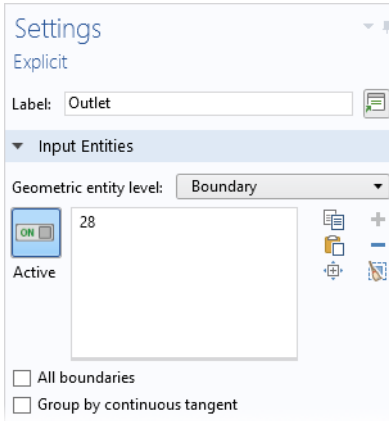 Settings
Explicit
Label: Outlet
Input Entities
Geometric entity level: Boundary
ON
28
Active
All boundaries
Group by continuous tangent